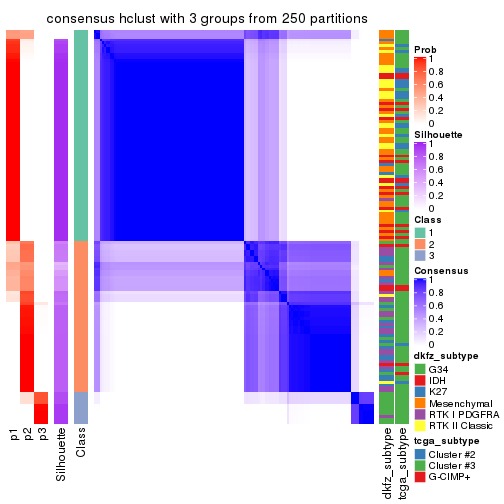 consensus hclust with 3 groups from 250 partitions
Prob
1
0.8
0.6
0.4
0.2
0
Silhouette
1
0.8
0.6
0.4
0.2
0
Class
1
2
3
Consensus
1
0.8
0.6
0.4
0.2
0
dkfz_subtype
G34
IDH
K27
Mesenchymal
RTK I PDGFRA
RTK II Classic
tcga_subtype
Cluster #2
Cluster #3
G-CIMP+
p1
p2
p3
Silhouette
Class
dkfz_subtype
tcga_subtype